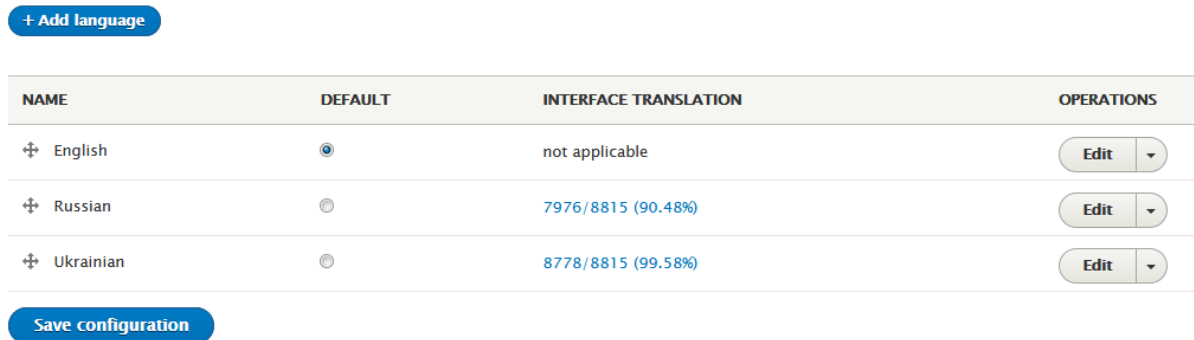 + Add language
NAME DEFAULT INTERFACE TRANSLATION OPERATIONS
English not applicable Edit
Russian 7976/8815 (90.48%) Edit
Ukrainian 8778/8815 (99.58%) Edit
Save configuration